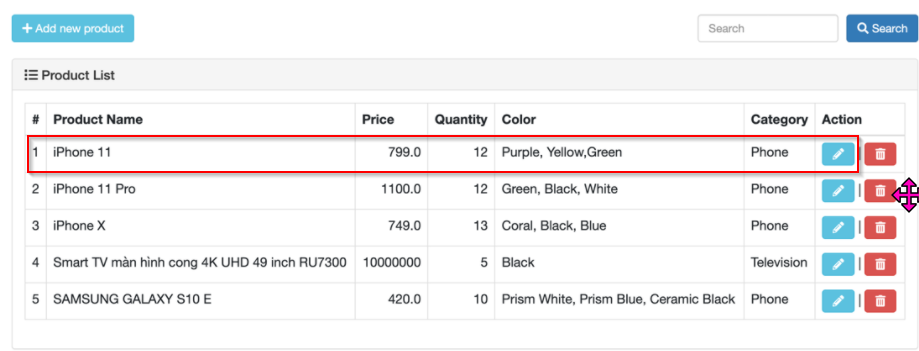 Add new product
Search Search
Product List
# Product Name Price Quantity Color Category Action
1 iPhone 11 799.0 12 Purple, Yellow,Green Phone |
2 iPhone 11 Pro 1100.0 12 Green, Black, White Phone |
3 iPhone X 749.0 13 Coral, Black, Blue Phone |
4 Smart TV màn hình cong 4K UHD 49 inch RU7300 10000000 5 Black Television |
5 SAMSUNG GALAXY S10 E 420.0 10 Prism White, Prism Blue, Ceramic Black Phone |